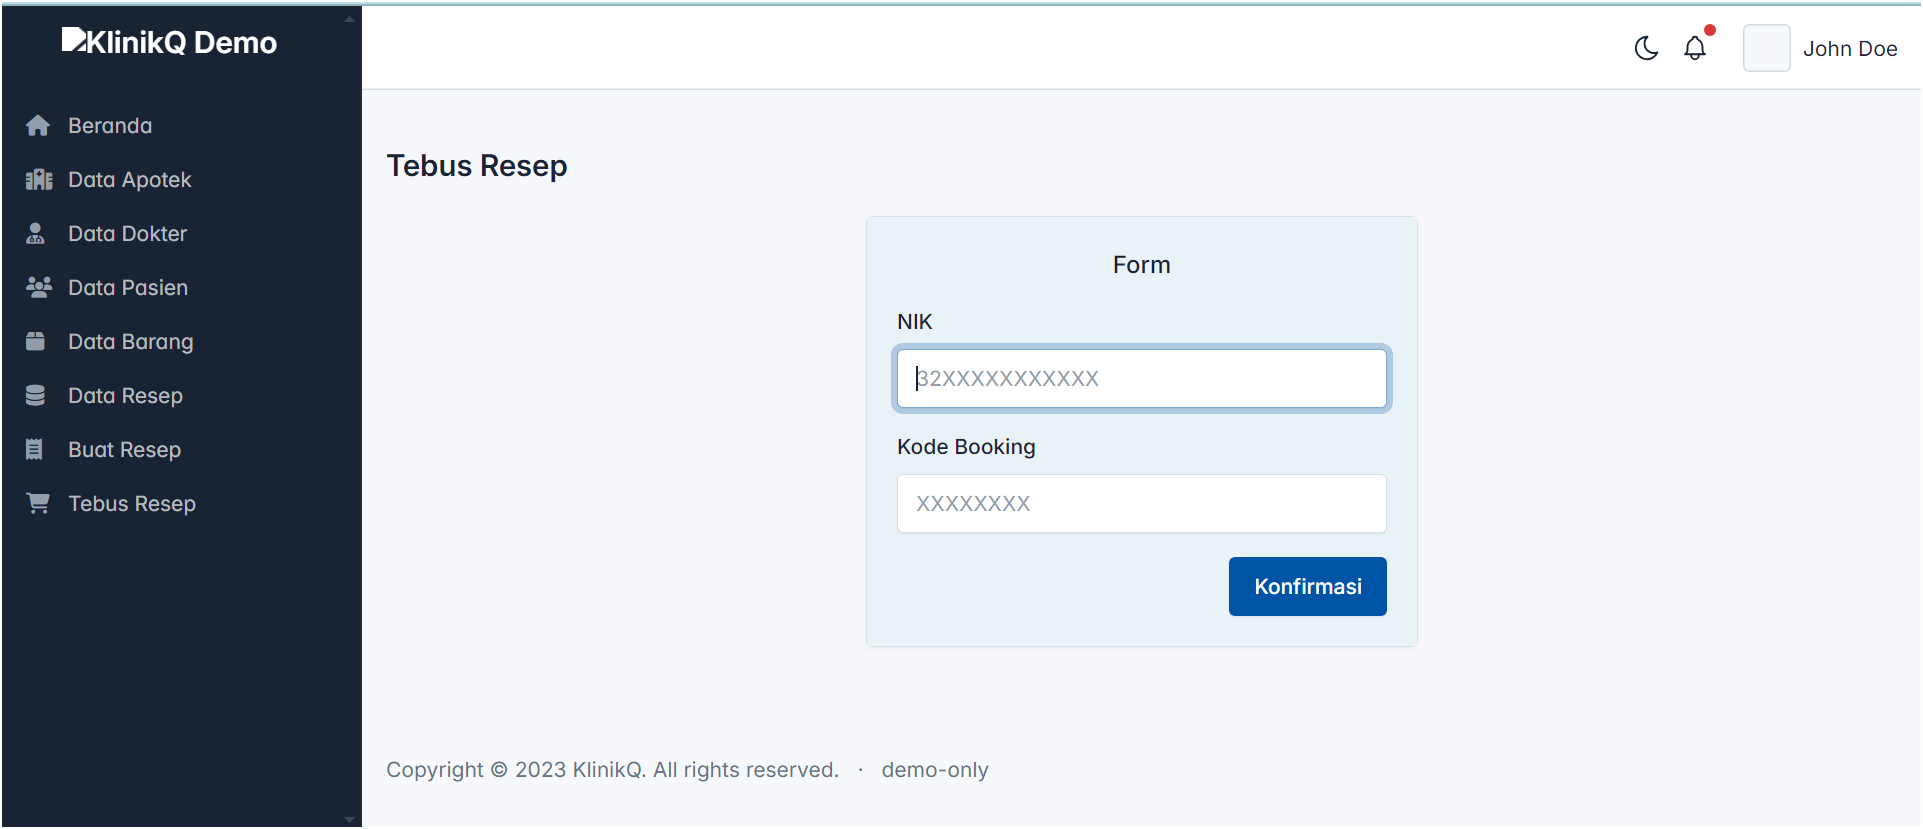 KlinikQ Demo
John Doe
Beranda
Data Apotek
Data Dokter
Data Pasien
Data Barang
Data Resep
Buat Resep
Tebus Resep
Tebus Resep
Form
NIK
32XXXXXXXXXXX
Kode Booking
XXXXXXXX
Konfirmasi
Copyright © 2023 KlinikQ. All rights reserved. · demo-only